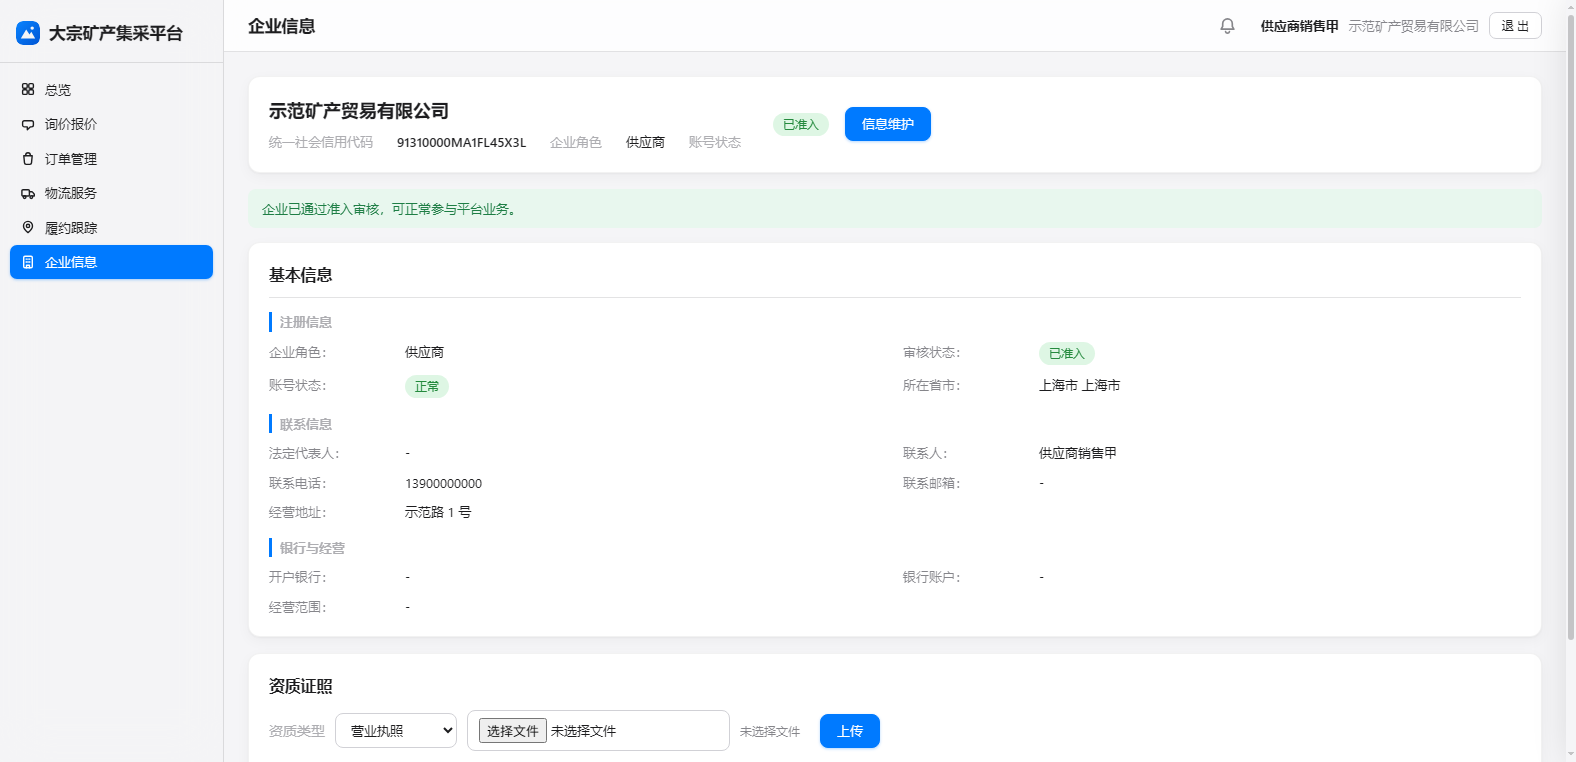 大宗矿产集采平台
企业信息
供应商销售甲 示范矿产贸易有限公司 退 出
总览
询价报价
订单管理
物流服务
履约跟踪
企业信息
示范矿产贸易有限公司
统一社会信用代码 91310000MA1FL45X3L 企业角色 供应商 账号状态
已准入 信息维护
企业已通过准入审核，可正常参与平台业务。
基本信息
注册信息
企业角色： 供应商 审核状态： 已准入
账号状态： 正常 所在省市： 上海市 上海市
联系信息
法定代表人： - 联系人： 供应商销售甲
联系电话： 13900000000 联系邮箱： -
经营地址： 示范路 1 号
银行与经营
开户银行： - 银行账户： -
经营范围： -
资质证照
资质类型 营业执照 选择文件 未选择文件 未选择文件 上传